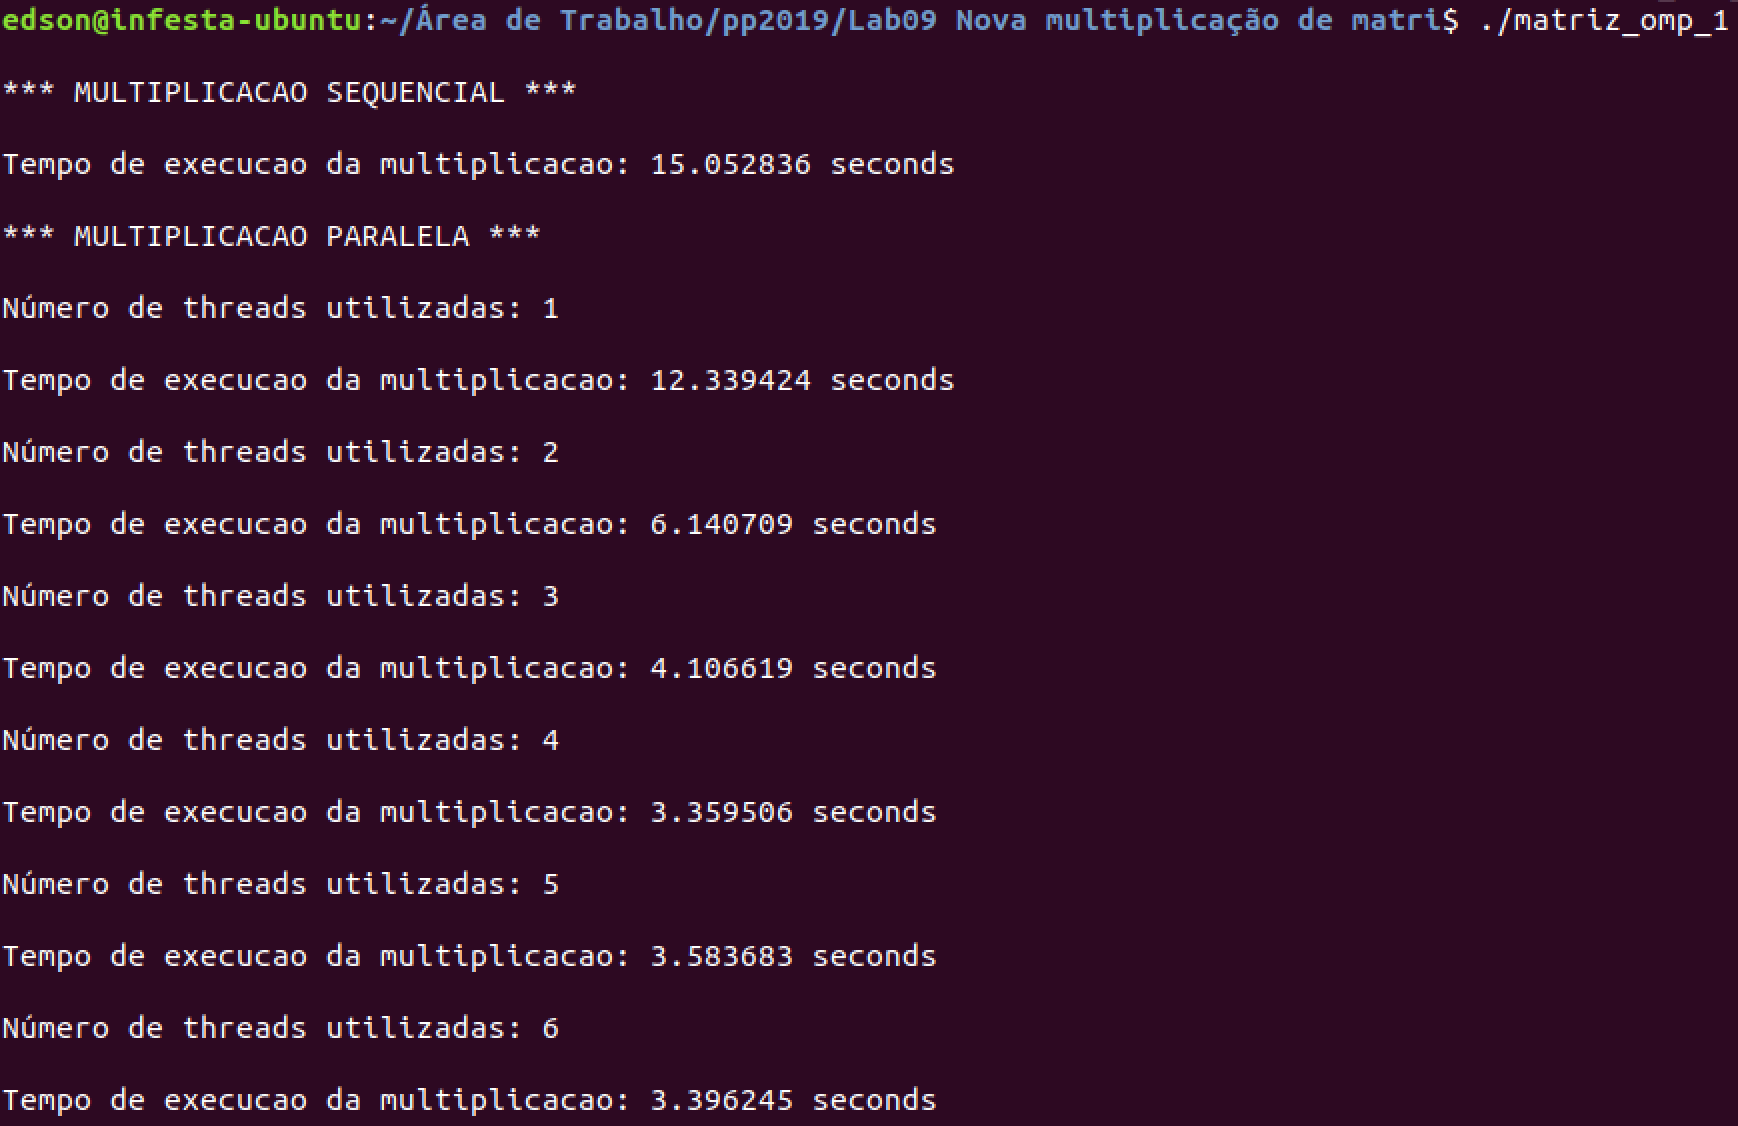 edson@infesta-ubuntu:~/Área de Trabalho/pp2019/Lab09 Nova multiplicação de matri$ ./matriz_omp_1
*** MULTIPLICACAO SEQUENCIAL ***
Tempo de execucao da multiplicacao: 15.052836 seconds
*** MULTIPLICACAO PARALELA ***
Número de threads utilizadas: 1
Tempo de execucao da multiplicacao: 12.339424 seconds
Número de threads utilizadas: 2
Tempo de execucao da multiplicacao: 6.140709 seconds
Número de threads utilizadas: 3
Tempo de execucao da multiplicacao: 4.106619 seconds
Número de threads utilizadas: 4
Tempo de execucao da multiplicacao: 3.359506 seconds
Número de threads utilizadas: 5
Tempo de execucao da multiplicacao: 3.583683 seconds
Número de threads utilizadas: 6
Tempo de execucao da multiplicacao: 3.396245 seconds